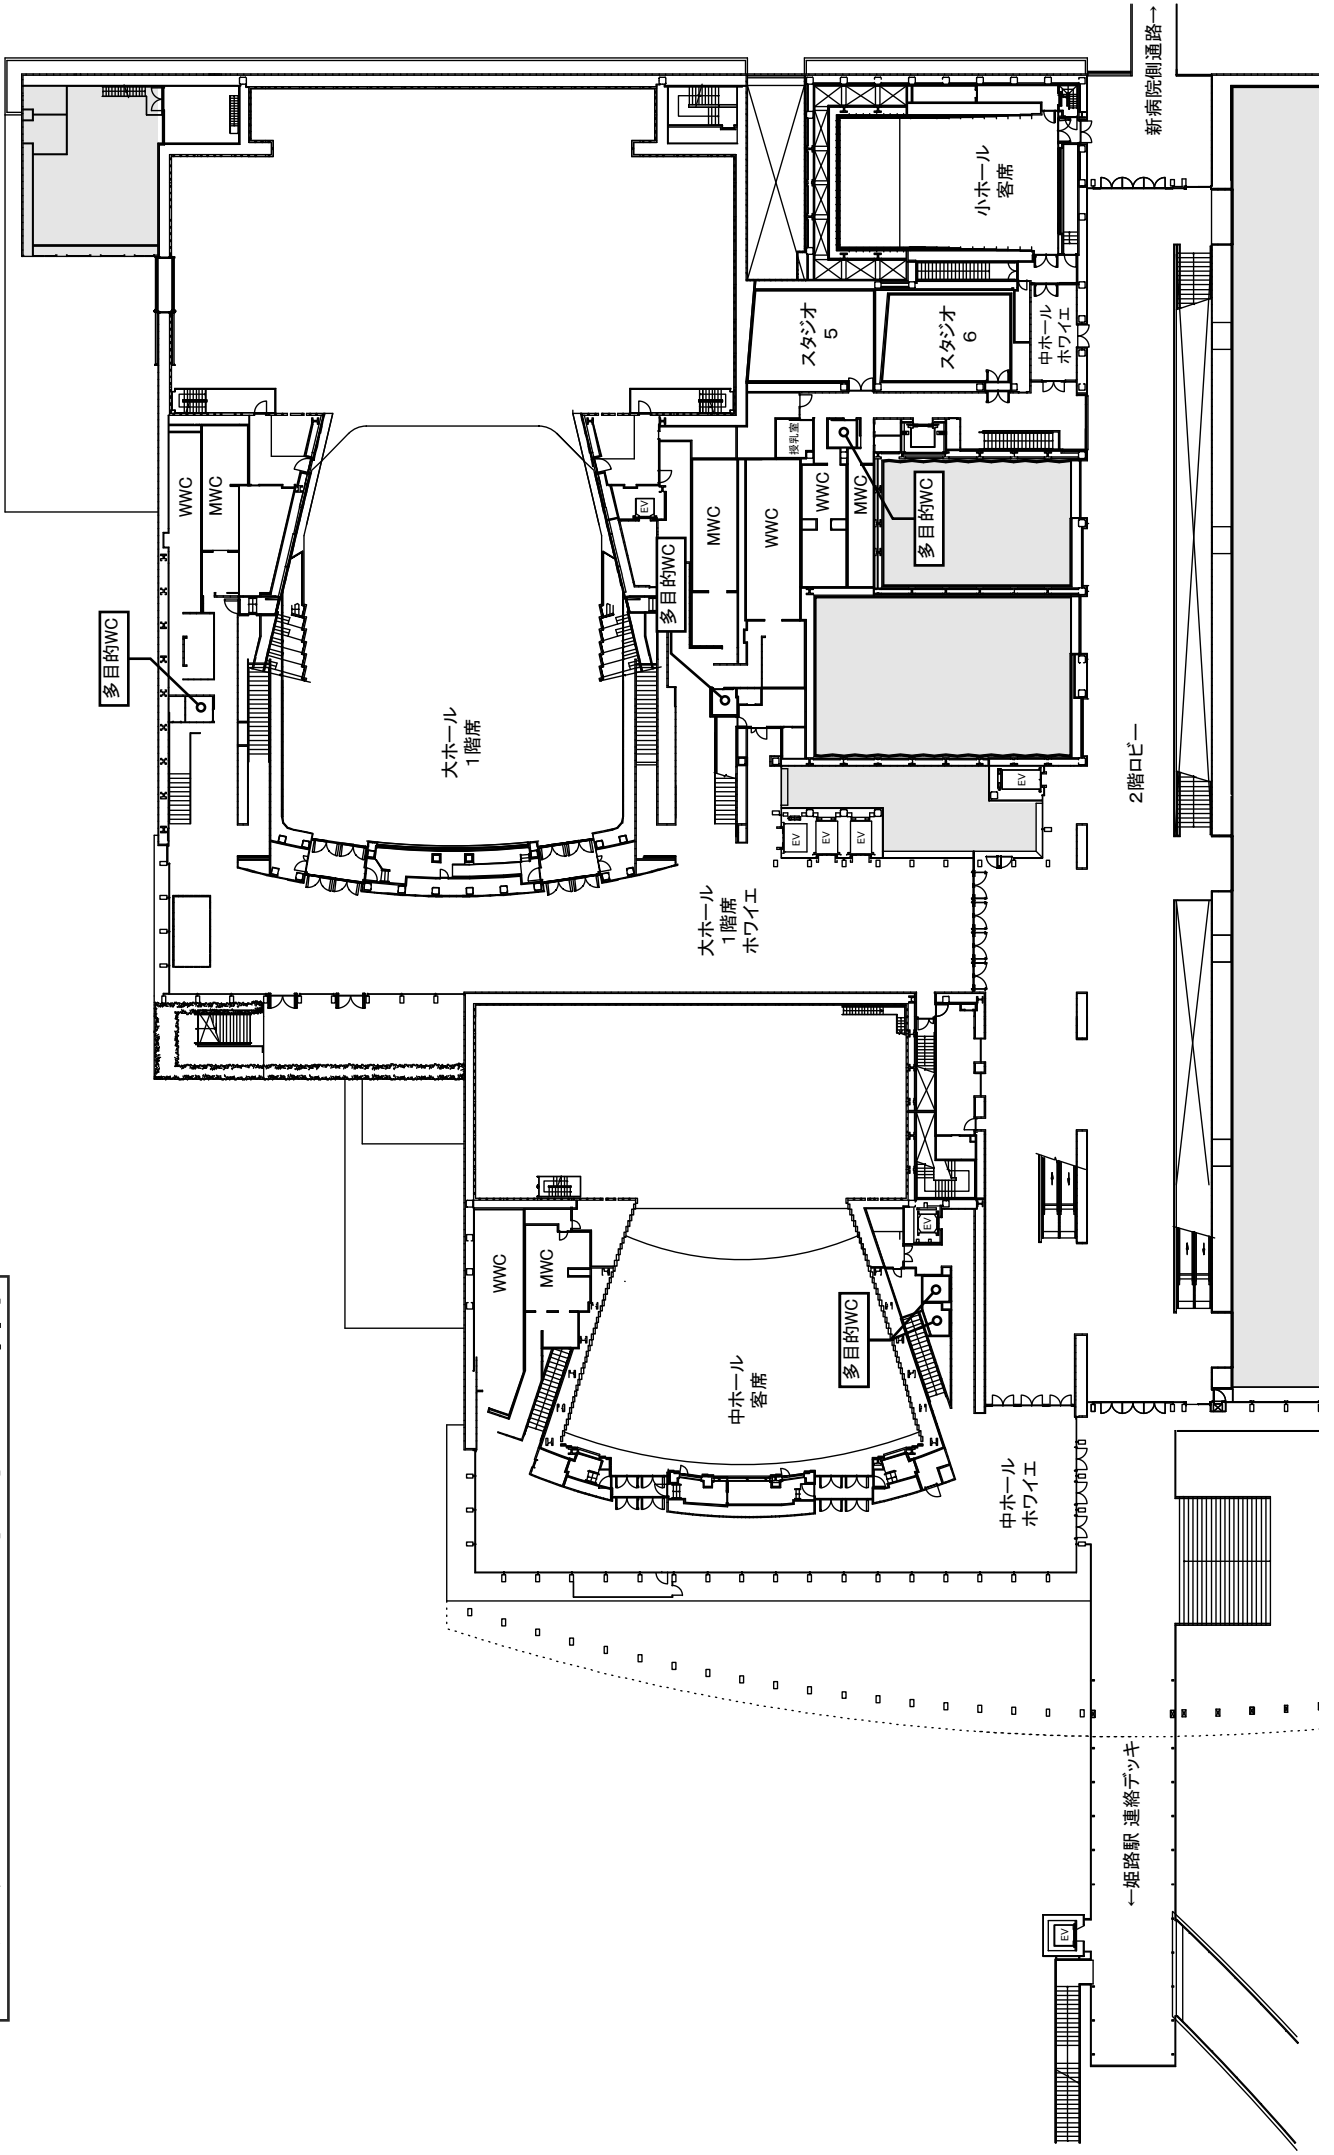 新病院側通路→
小ホール
客席
スタジオ
5
スタジオ
6
中ホール
ホワイエ
授乳室
WWC
MWC
WWC
MWC
多目的WC
MWC
WWC
EV
多目的WC
多目的WC
大ホール
1階席
2階ロビー
EV
EV
EV
EV
大ホール
1階席
ホワイエ
WWC
MWC
EV
多目的WC
中ホール
客席
中ホール
ホワイエ
←姫路駅 連絡デッキ
EV